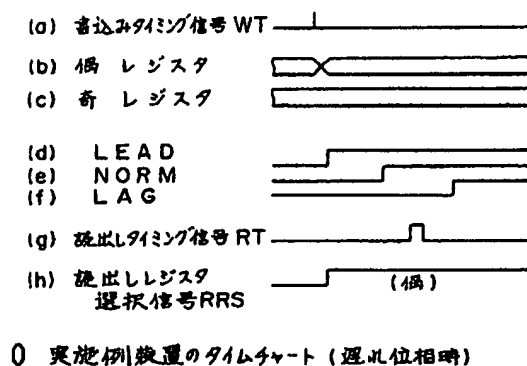 (a) 書込みタイミング信号 WT
(b) 偶 レジスタ
(c) 奇 レジスタ
(d) LEAD
(e) NORM
(f) LAG
(g) 読出しタイミング信号 RT
(h) 読出しレジスタ
選択信号RRS
(偶)
0 実施例装置のタイムチャート (遅れ位相時)